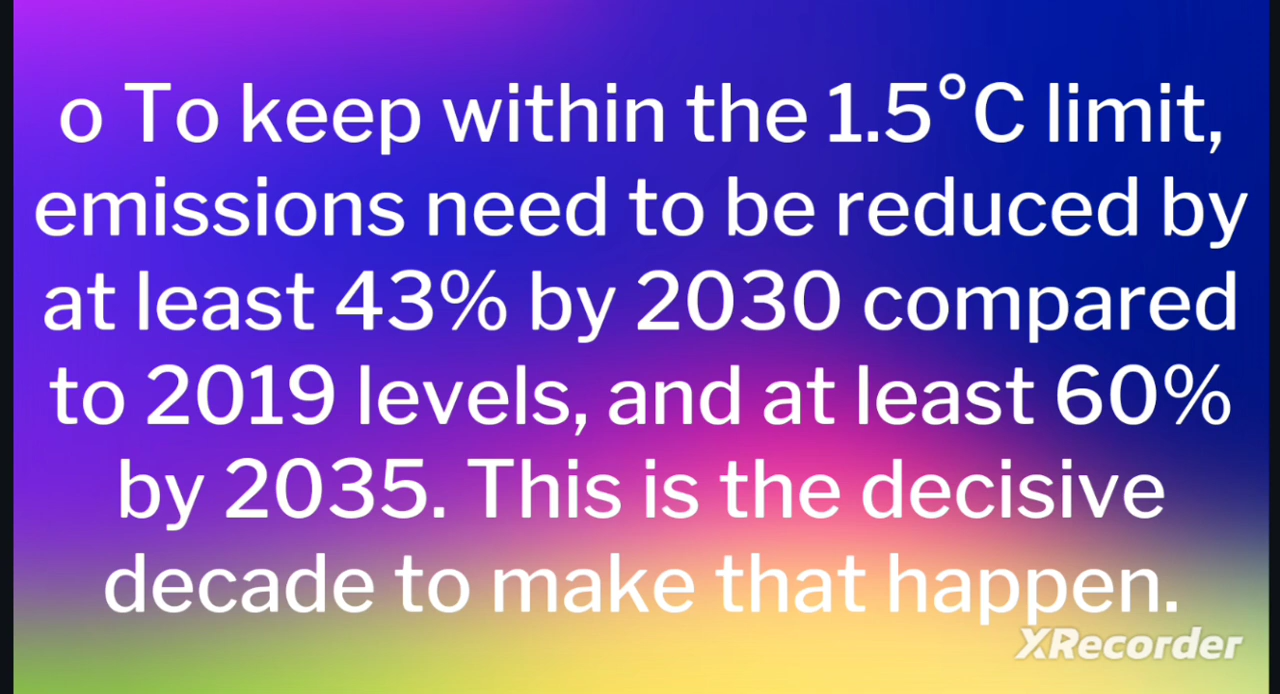 o To keep within the 1.5°C limit,
emissions need to be reduced by
at least 43% by 2030 compared
to 2019 levels, and at least 60%
by 2035. This is the decisive
decade to make that happen.
XRecorder